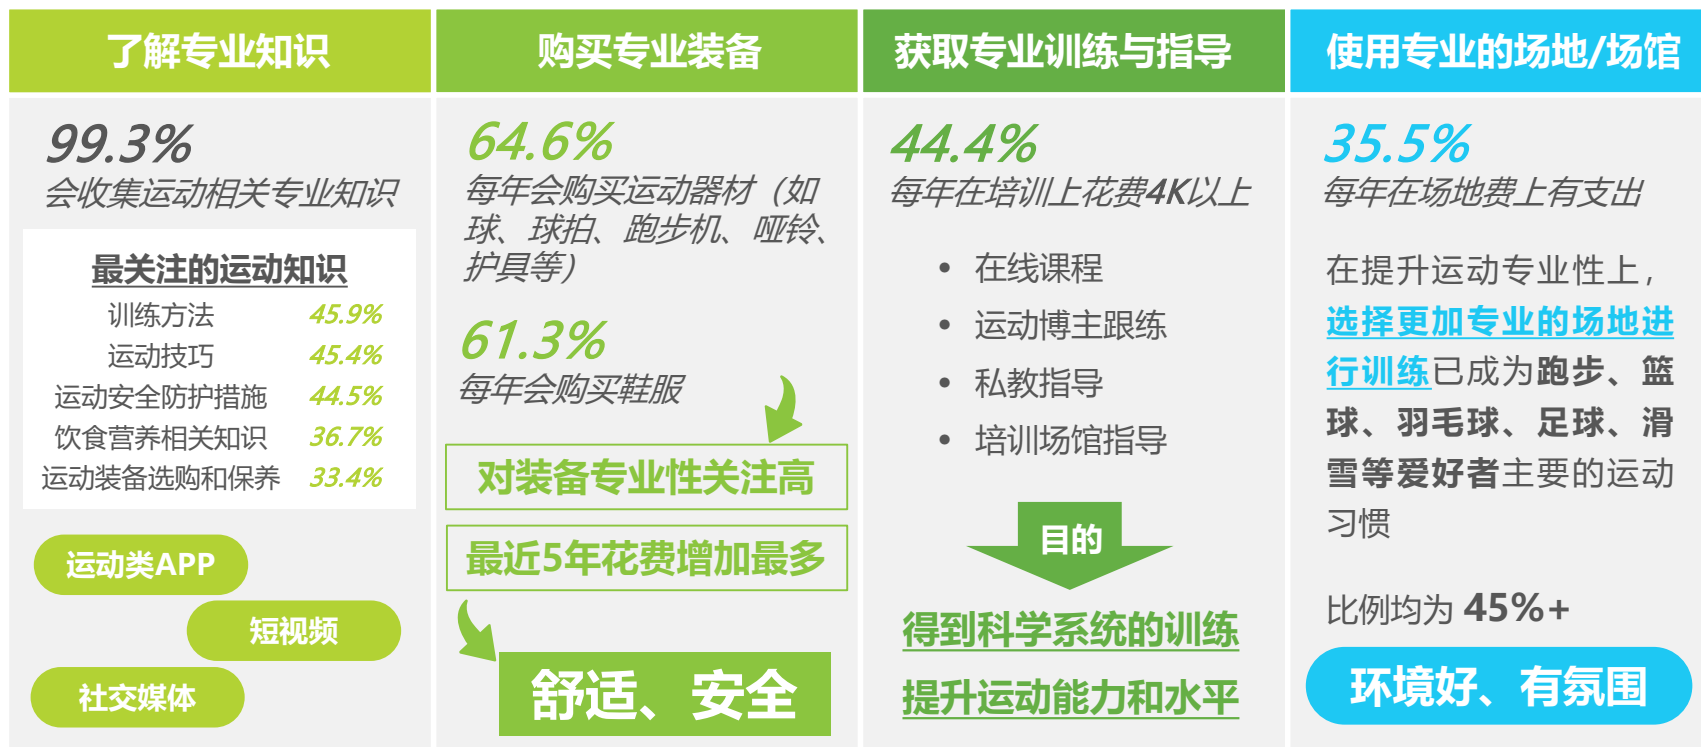 了解专业知识
99.3%
会收集运动相关专业知识
最关注的运动知识
训练方法 45.9%
运动技巧 45.4%
运动安全防护措施 44.5%
饮食营养相关知识 36.7%
运动装备选购和保养 33.4%
运动类APP
短视频
社交媒体
购买专业装备
64.6%
每年会购买运动器材（如
球、球拍、跑步机、哑铃、
护具等）
61.3%
每年会购买鞋服
对装备专业性关注高
最近5年花费增加最多
舒适、安全
获取专业训练与指导
44.4%
每年在培训上花费4K以上
• 在线课程
• 运动博主跟练
• 私教指导
• 培训场馆指导
目的
得到科学系统的训练
提升运动能力和水平
使用专业的场地/场馆
35.5%
每年在场地费上有支出
在提升运动专业性上，
选择更加专业的场地进
行训练已成为跑步、篮
球、羽毛球、足球、滑
雪等爱好者主要的运动
习惯
比例均为 45%+
环境好、有氛围